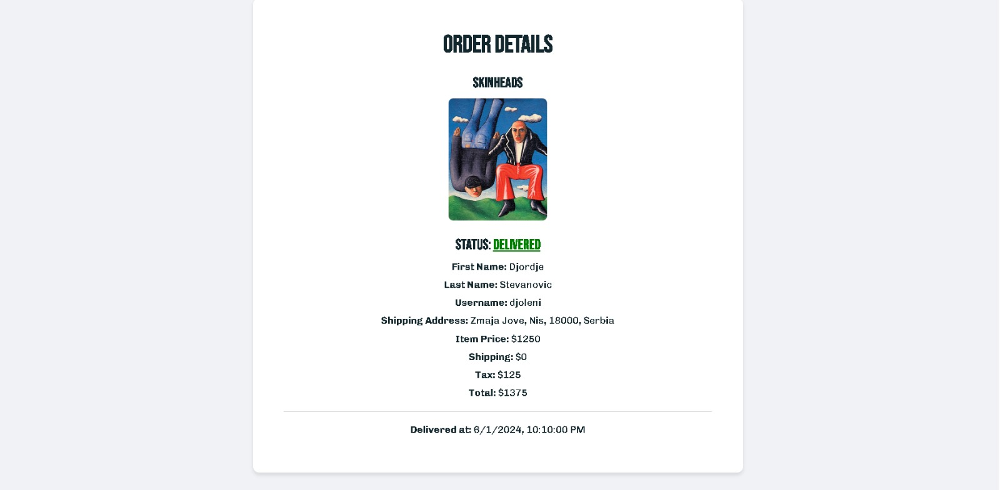 ORDER DETAILS
SKINHEADS
STATUS: DELIVERED
First Name: Djordje
Last Name: Stevanovic
Username: djoleni
Shipping Address: Zmaja Jove, Nis, 18000, Serbia
Item Price: $1250
Shipping: $0
Tax: $125
Total: $1375
Delivered at: 6/1/2024, 10:10:00 PM